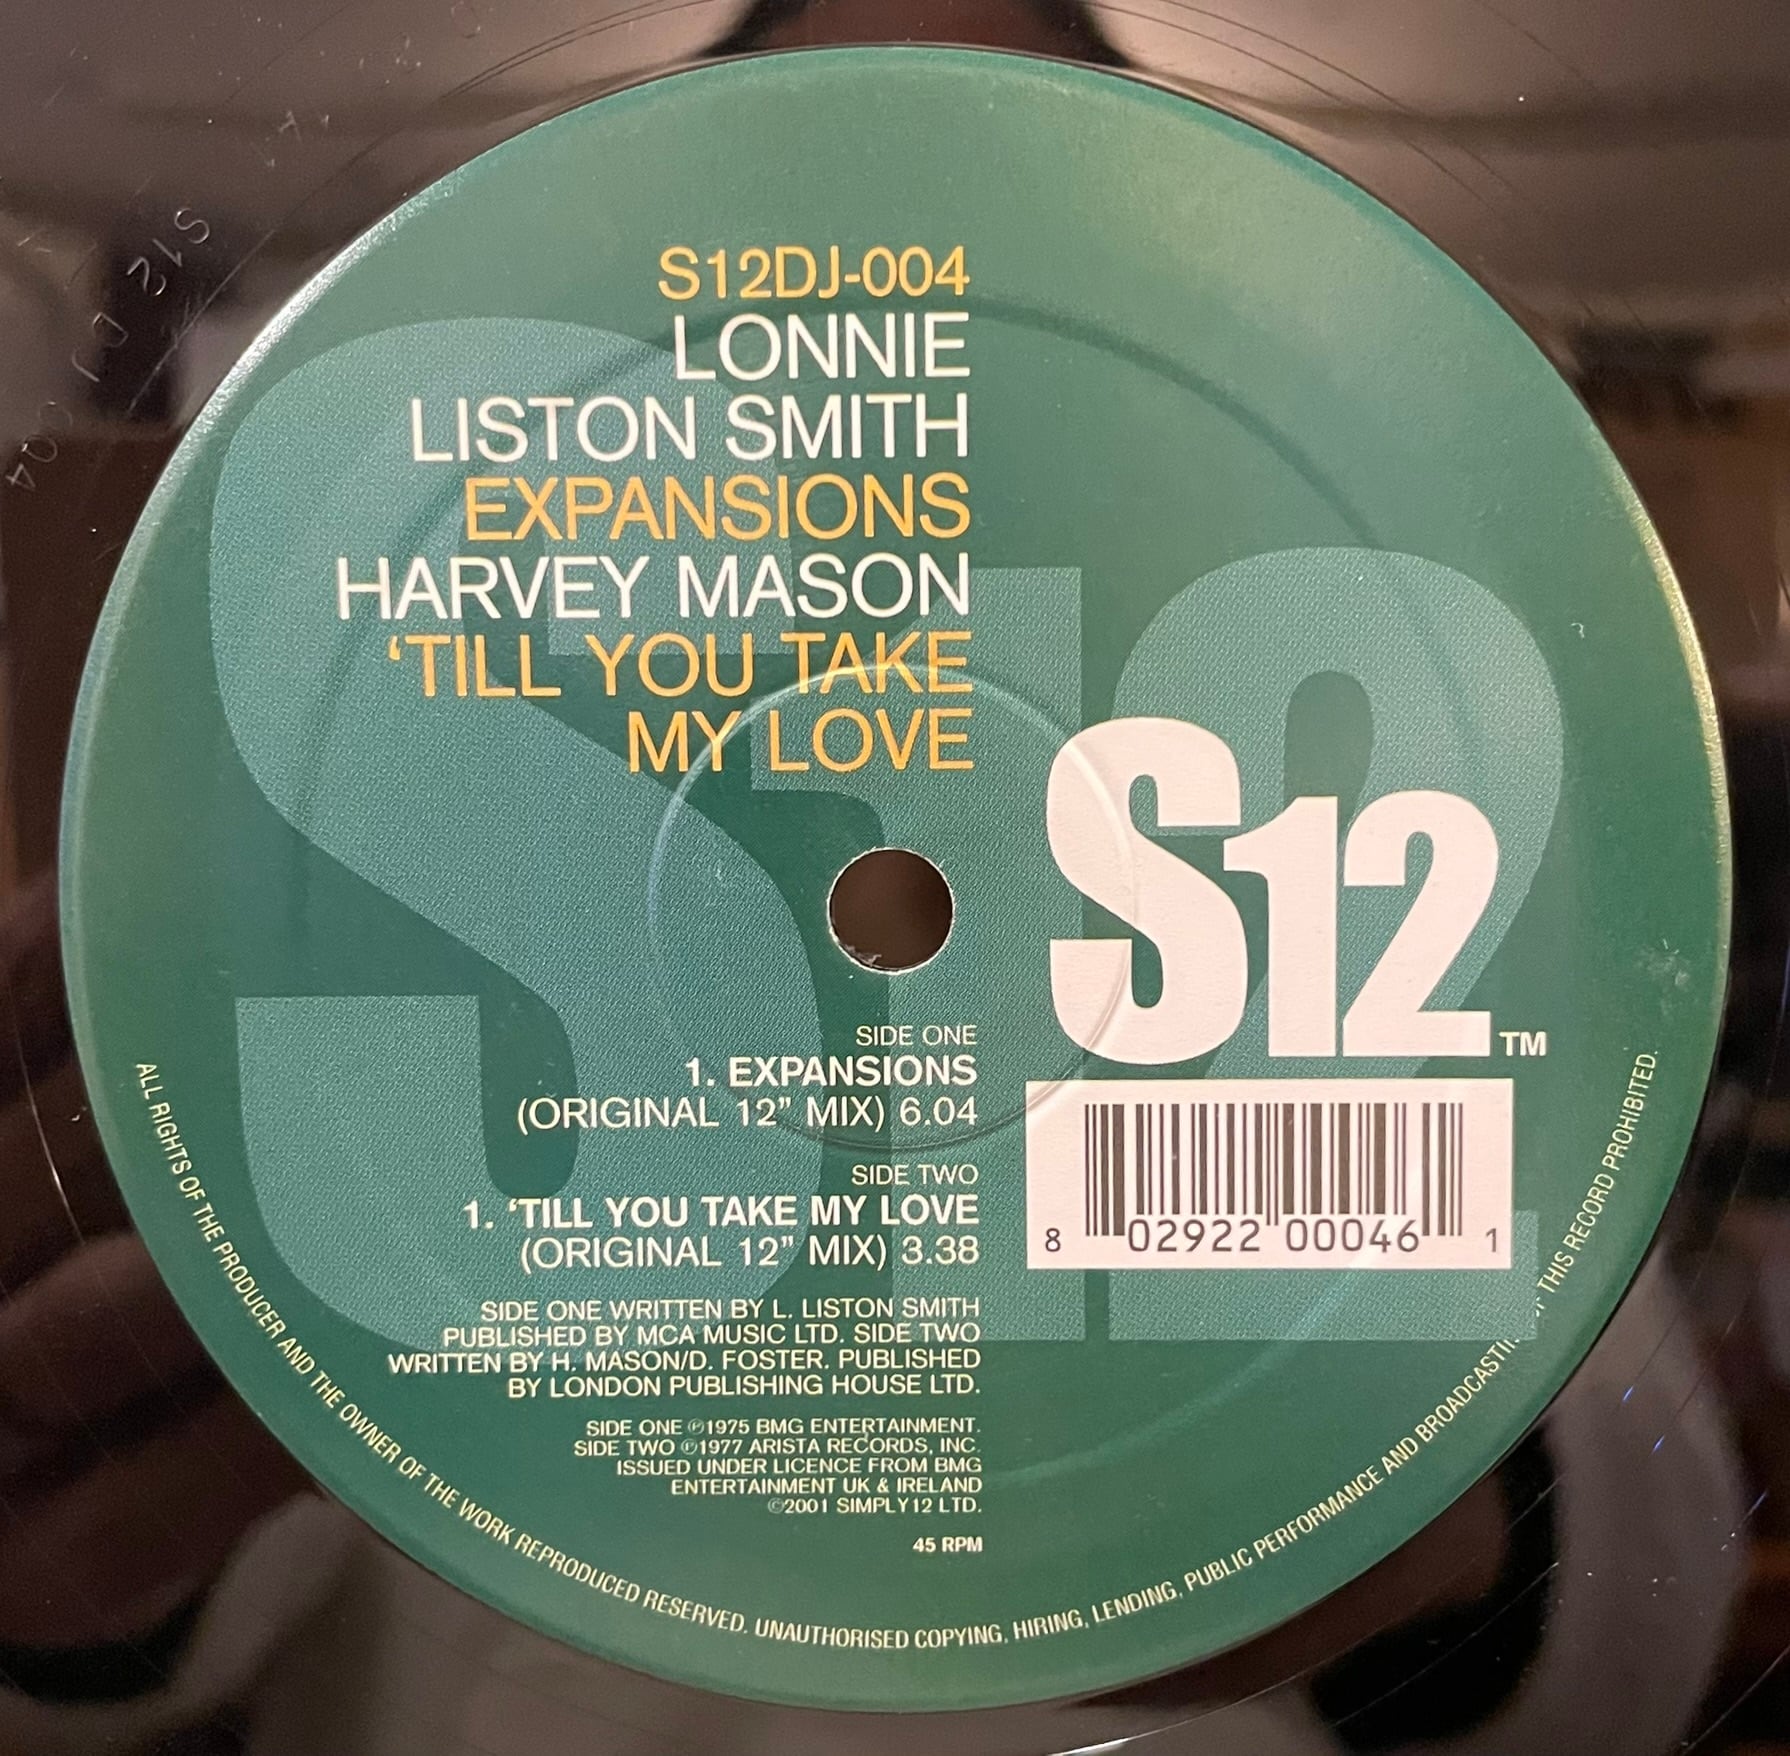 S12DJ-004
LONNIE
LISTON SMITH
EXPANSIONS
HARVEY MASON
‘TILL YOU TAKE
MY LOVE
S12 TM
SIDE ONE
1. EXPANSIONS
(ORIGINAL 12” MIX) 6.04
SIDE TWO
1. ‘TILL YOU TAKE MY LOVE
(ORIGINAL 12” MIX) 3.38
8 02922 00046 1
SIDE ONE WRITTEN BY L. LISTON SMITH
PUBLISHED BY MCA MUSIC LTD. SIDE TWO
WRITTEN BY H. MASON/D. FOSTER. PUBLISHED
BY LONDON PUBLISHING HOUSE LTD.
SIDE ONE ℗1975 BMG ENTERTAINMENT.
SIDE TWO ℗1977 ARISTA RECORDS, INC.
ISSUED UNDER LICENCE FROM BMG
ENTERTAINMENT UK & IRELAND
©2001 SIMPLY12 LTD.
45 RPM
ALL RIGHTS OF THE PRODUCER AND THE OWNER OF THE WORK REPRODUCED RESERVED. UNAUTHORISED COPYING, HIRING, LENDING, PUBLIC PERFORMANCE AND BROADCASTING THIS RECORD PROHIBITED.
S12
S12 DJ 004